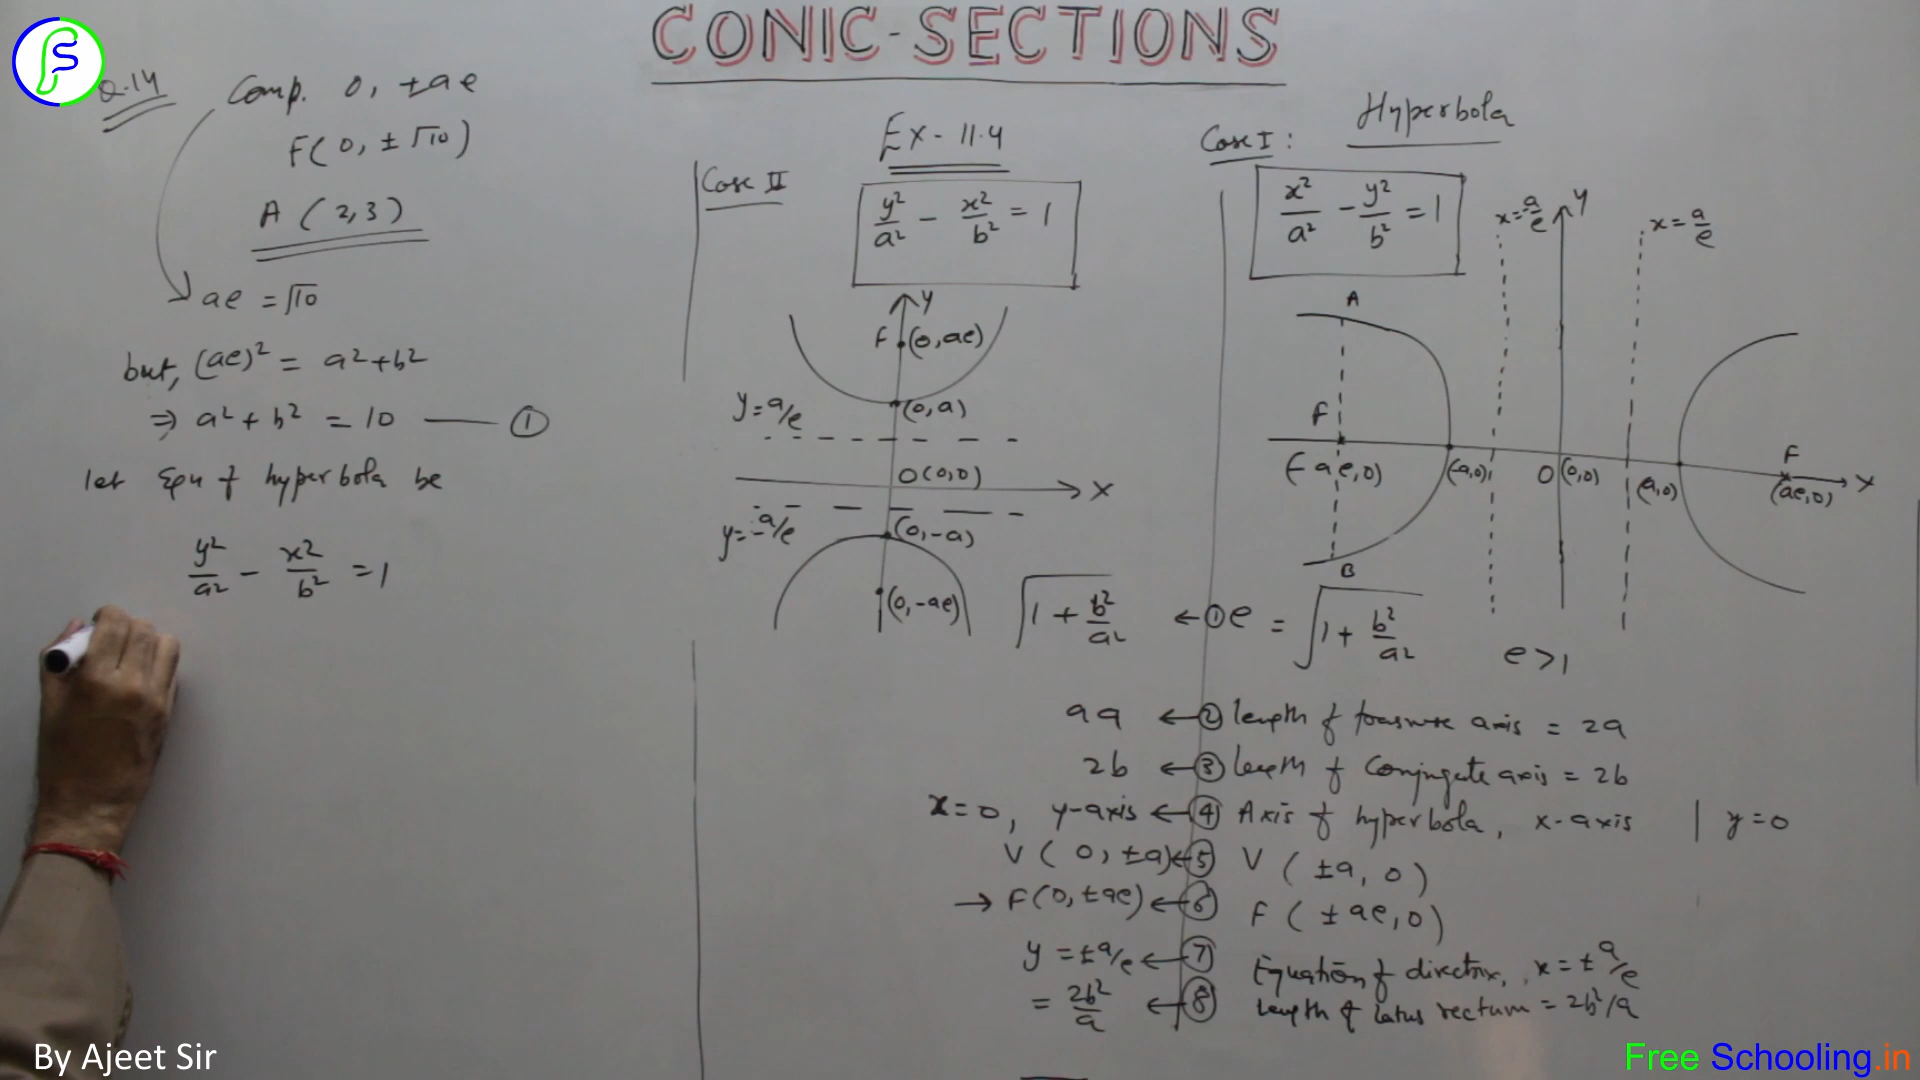 CONIC-SECTIONS
FS
Q.14
Comp. 0, ±ae
F(0, ±√10)
A (2,3)
ae = √10
but, (ae)² = a²+b²
⇒ a²+b² = 10 —— ①
let Equ of hyperbola be
y²/a² - x²/b² = 1
Ex-11.4
Case II
y²/a² - x²/b² = 1
Y
F (0,ae)
(0,a)
y=a/e
O(0,0)
X
y=-a/e
(0,-a)
(0,-ae)
Hyperbola
Case I:
x²/a² - y²/b² = 1
x=-a/e
Y
x=a/e
A
F
F
(-ae,0)
(-a,0)
O (0,0)
(a,0)
(ae,0)
X
B
√1+b²/a² ← ① e = √1+b²/a²
e>1
2a ← ② length of transverse axis = 2a
2b ← ③ length of Conjugate axis = 2b
x=0, y-axis ← ④ Axis of hyperbola, x-axis | y=0
V (0, ±a) ← ⑤ V (±a, 0)
→ F(0, ±ae) ← ⑥ F (±ae, 0)
y = ±a/e ← ⑦ Equation of directrix, x = ±a/e
= 2b²/a ← ⑧ length of latus rectum = 2b²/a
By Ajeet Sir
Free Schooling.in